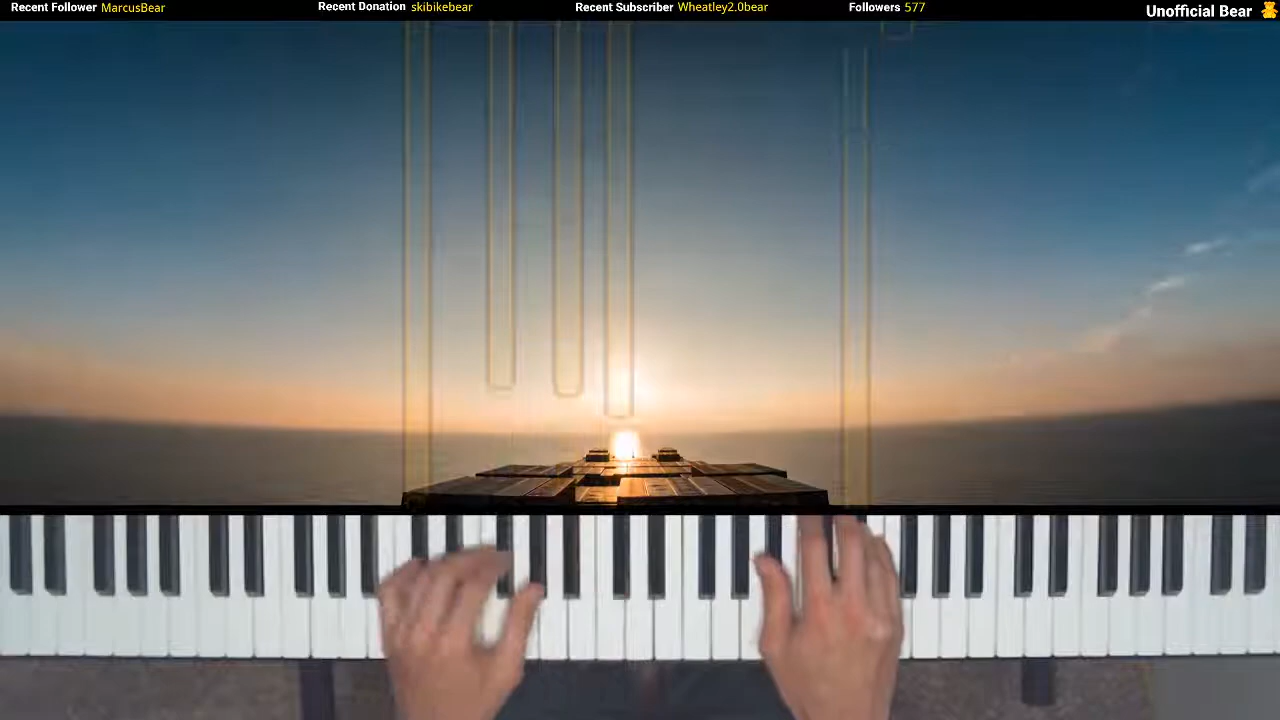 Recent Follower MarcusBear
Recent Donation skibikebear
Recent Subscriber Wheatley2.0bear
Followers 577
Unofficial Bear